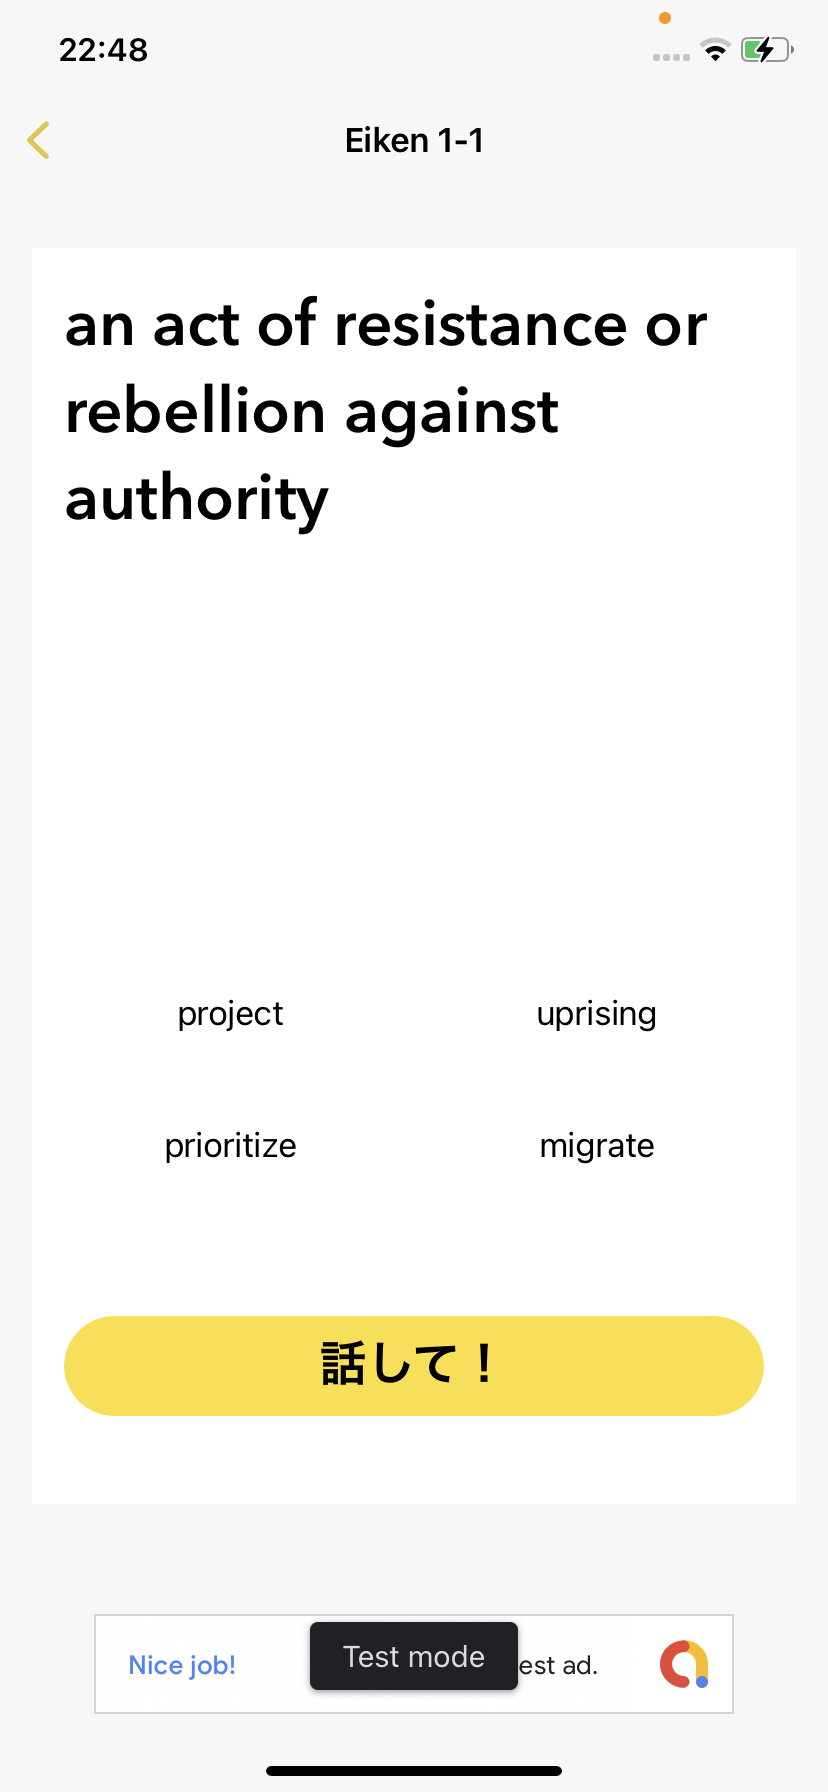 22:48
Eiken 1-1
an act of resistance or
rebellion against
authority
project
uprising
prioritize
migrate
話して！
Nice job!
Test mode
est ad.